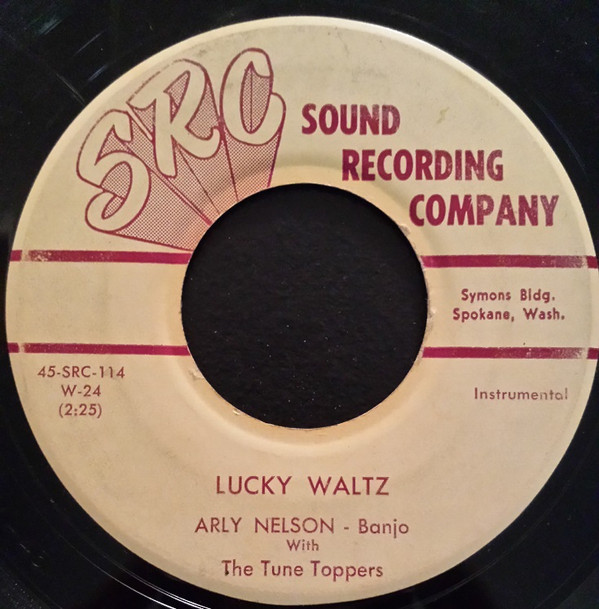 SRC
SOUND
RECORDING
COMPANY
Symons Bldg.
Spokane, Wash.
45-SRC-114
W-24
(2:25)
Instrumental
LUCKY WALTZ
ARLY NELSON - Banjo
With
The Tune Toppers